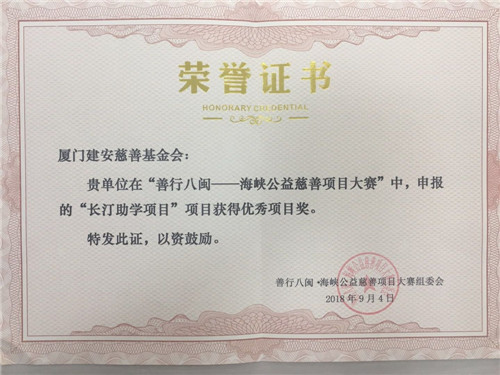 荣誉证书
HONORARY CREDENTIAL
厦门建安慈善基金会：
贵单位在“善行八闽——海峡公益慈善项目大赛”中，申报
的“长汀助学项目”项目获得优秀项目奖。
特发此证，以资鼓励。
善行八闽·海峡公益慈善项目大赛组委会
2018年9月4日